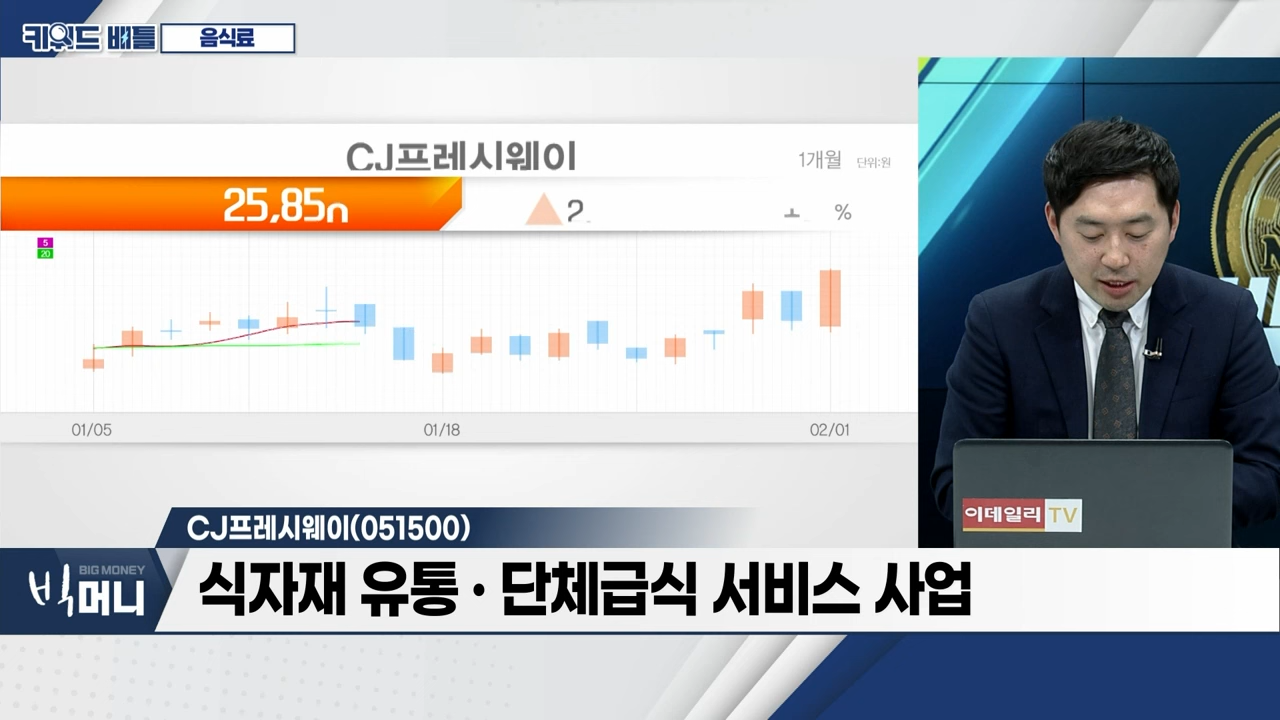 키워드 배틀 음식료
CJ프레시웨이
1개월 단위:원
25,85
%
5
20
01/05 01/18 02/01
이데일리TV
CJ프레시웨이(051500)
빅머니 BIG MONEY
식자재 유통·단체급식 서비스 사업